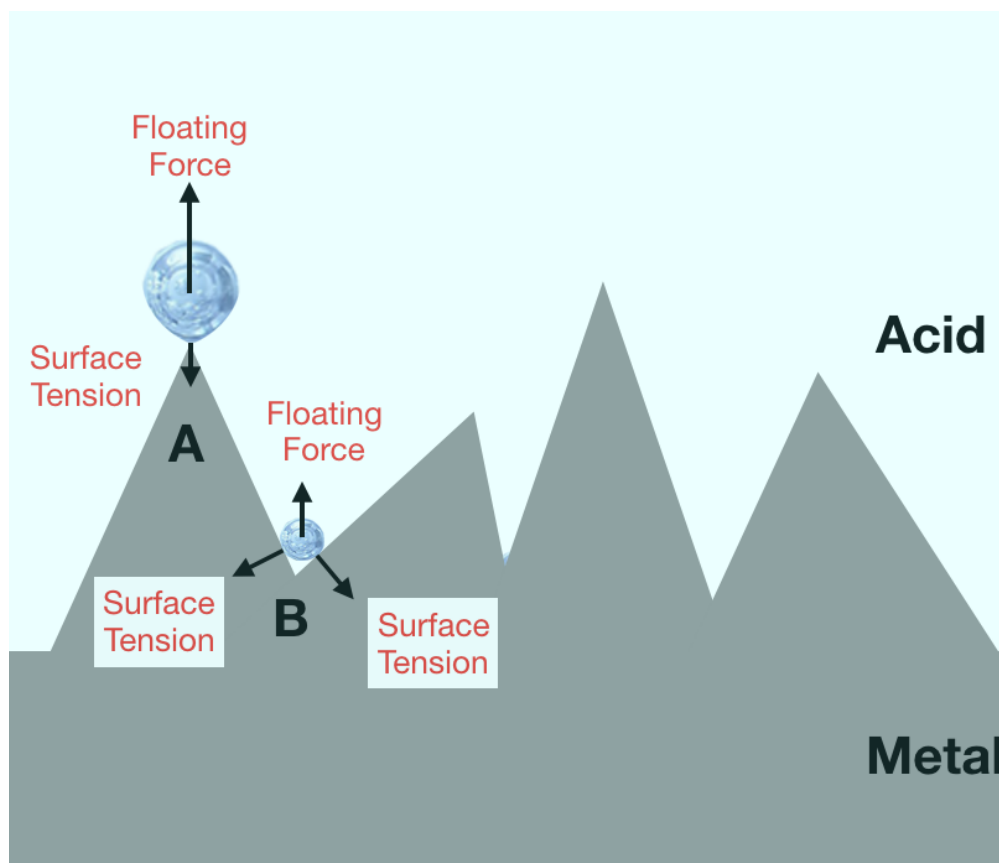 Floating
Force
Surface
Tension
A
Floating
Force
Acid
Surface
Tension
B
Surface
Tension
Metal